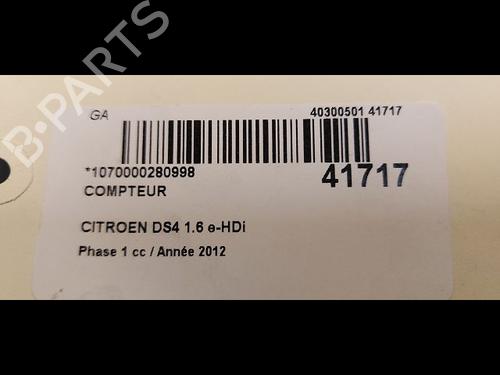 B-PARTS
GA 40300501 41717
*1070000280998 41717
COMPTEUR
CITROEN DS4 1.6 e-HDi
Phase 1 cc / Année 2012